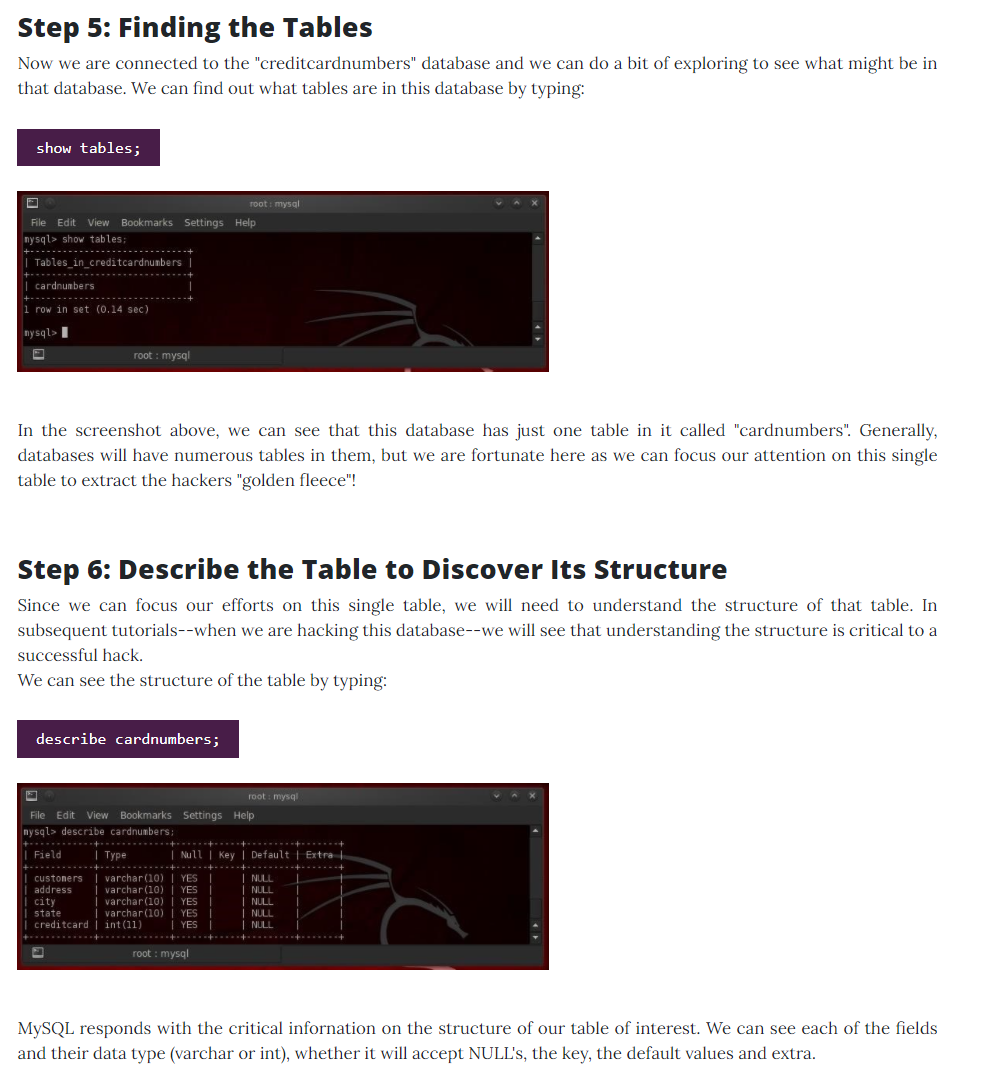 Step 5: Finding the Tables
Now we are connected to the "creditcardnumbers" database and we can do a bit of exploring to see what might be in
that database. We can find out what tables are in this database by typing:
show tables;
root : mysql
File Edit View Bookmarks Settings Help
mysql> show tables;
+---------------------------+
| Tables_in_creditcardnumbers |
+---------------------------+
| cardnumbers |
+---------------------------+
1 row in set (0.14 sec)
mysql>
root : mysql
In the screenshot above, we can see that this database has just one table in it called "cardnumbers". Generally,
databases will have numerous tables in them, but we are fortunate here as we can focus our attention on this single
table to extract the hackers "golden fleece"!
Step 6: Describe the Table to Discover Its Structure
Since we can focus our efforts on this single table, we will need to understand the structure of that table. In
subsequent tutorials--when we are hacking this database--we will see that understanding the structure is critical to a
successful hack.
We can see the structure of the table by typing:
describe cardnumbers;
root : mysql
File Edit View Bookmarks Settings Help
mysql> describe cardnumbers;
+------------+-------------+------+-----+---------+-------+
| Field | Type | Null | Key | Default | Extra |
+------------+-------------+------+-----+---------+-------+
| customers | varchar(10) | YES | | NULL | |
| address | varchar(10) | YES | | NULL | |
| city | varchar(10) | YES | | NULL | |
| state | varchar(10) | YES | | NULL | |
| creditcard | int(11) | YES | | NULL | |
+------------+-------------+------+-----+---------+-------+
root : mysql
MySQL responds with the critical infornation on the structure of our table of interest. We can see each of the fields
and their data type (varchar or int), whether it will accept NULL's, the key, the default values and extra.